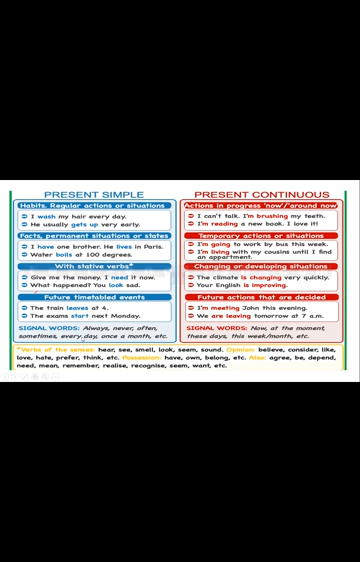 PRESENT SIMPLE
Habits. Regular actions or situations
I wash my hair every day.
He usually gets up very early.
Facts, permanent situations or states
I have one brother. He lives in Paris.
Water boils at 100 degrees.
With stative verbs*
Give me the money. I need it now.
What happened? You look sad.
Future timetabled events
The train leaves at 4.
The exams start next Monday.
SIGNAL WORDS: Always, never, often,
sometimes, every day, once a month, etc.
PRESENT CONTINUOUS
Actions in progress 'now'/'around now
I can't talk. I'm brushing my teeth.
I'm reading a new book. I love it!
Temporary actions or situations
I'm going to work by bus this week.
I'm living with my cousins until I find
an appartment.
Changing or developing situations
The climate is changing very quickly.
Your English is improving.
Future actions that are decided
I'm meeting John this evening.
We are leaving tomorrow at 7 a.m.
SIGNAL WORDS: Now, at the moment,
these days, this week/month, etc.
*Verbs of the senses: hear, see, smell, look, seem, sound. Opinion: believe, consider, like,
love, hate, prefer, think, etc. Possession: have, own, belong, etc. Also: agree, be, depend,
need, mean, remember, realise, recognise, seem, want, etc.